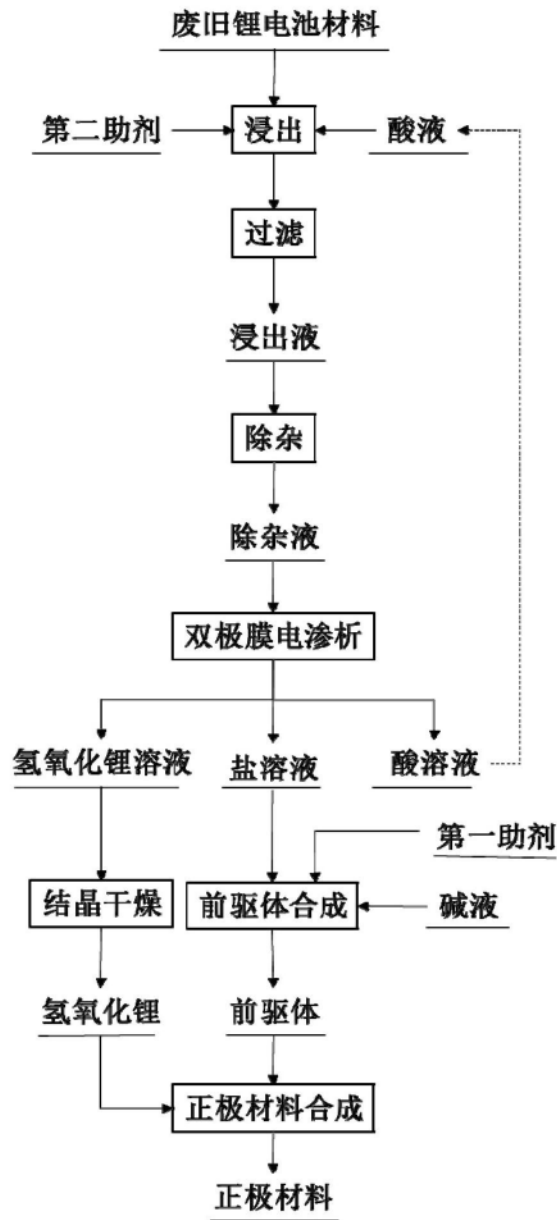 废旧锂电池材料
第二助剂
浸出
酸液
过滤
浸出液
除杂
除杂液
双极膜电渗析
氢氧化锂溶液
盐溶液
酸溶液
第一助剂
结晶干燥
前驱体合成
碱液
氢氧化锂
前驱体
正极材料合成
正极材料